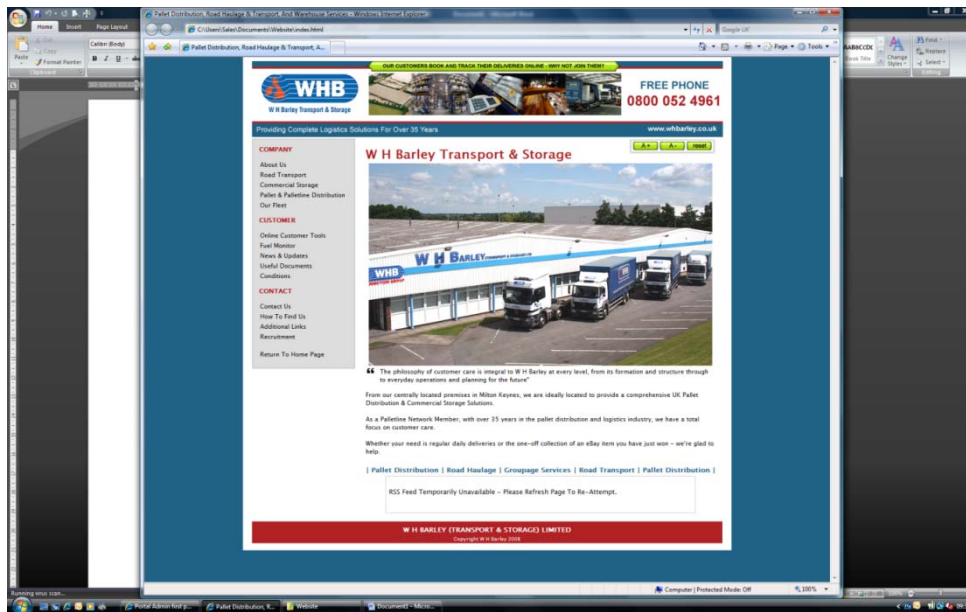 Pallet Distribution, Road Haulage & Transport, And Warehouse Services - Windows Internet Explorer
Home Insert Page Layout
C:\Users\Sales\Documents\Website\index.html
Google UK
Pallet Distribution, Road Haulage & Transport, A...
Page Tools
Paste
Cut
Copy
Format Painter
Clipboard
Calibri (Body)
B I U
Change Styles
Find
Replace
Select
Editing
OUR CUSTOMERS BOOK AND TRACK THEIR DELIVERIES ONLINE - WHY NOT JOIN THEM?
WHB
W H Barley Transport & Storage
FREE PHONE
0800 052 4961
Providing Complete Logistics Solutions For Over 35 Years
www.whbarley.co.uk
A+ A- reset
COMPANY
About Us
Road Transport
Commercial Storage
Pallet & Palletline Distribution
Our Fleet
CUSTOMER
Online Customer Tools
Fuel Monitor
News & Updates
Useful Documents
Conditions
CONTACT
Contact Us
How To Find Us
Additional Links
Recruitment
Return To Home Page
W H Barley Transport & Storage
W H BARLEY
WHB
“ The philosophy of customer care is integral to W H Barley at every level, from its formation and structure through
to everyday operations and planning for the future"
From our centrally located premises in Milton Keynes, we are ideally located to provide a comprehensive UK Pallet
Distribution & Commercial Storage Solutions.
As a Palletline Network Member, with over 35 years in the pallet distribution and logistics industry, we have a total
focus on customer care.
Whether your need is regular daily deliveries or the one-off collection of an eBay item you have just won - we're glad to
help.
| Pallet Distribution | Road Haulage | Groupage Services | Road Transport | Pallet Distribution |
RSS Feed Temporarily Unavailable - Please Refresh Page To Re-Attempt.
W H BARLEY (TRANSPORT & STORAGE) LIMITED
Copyright W H Barley 2008
Computer | Protected Mode: Off
100%
Running virus scan...
Portal Admin first p...
Pallet Distribution, R...
Website
Document1 - Micro...